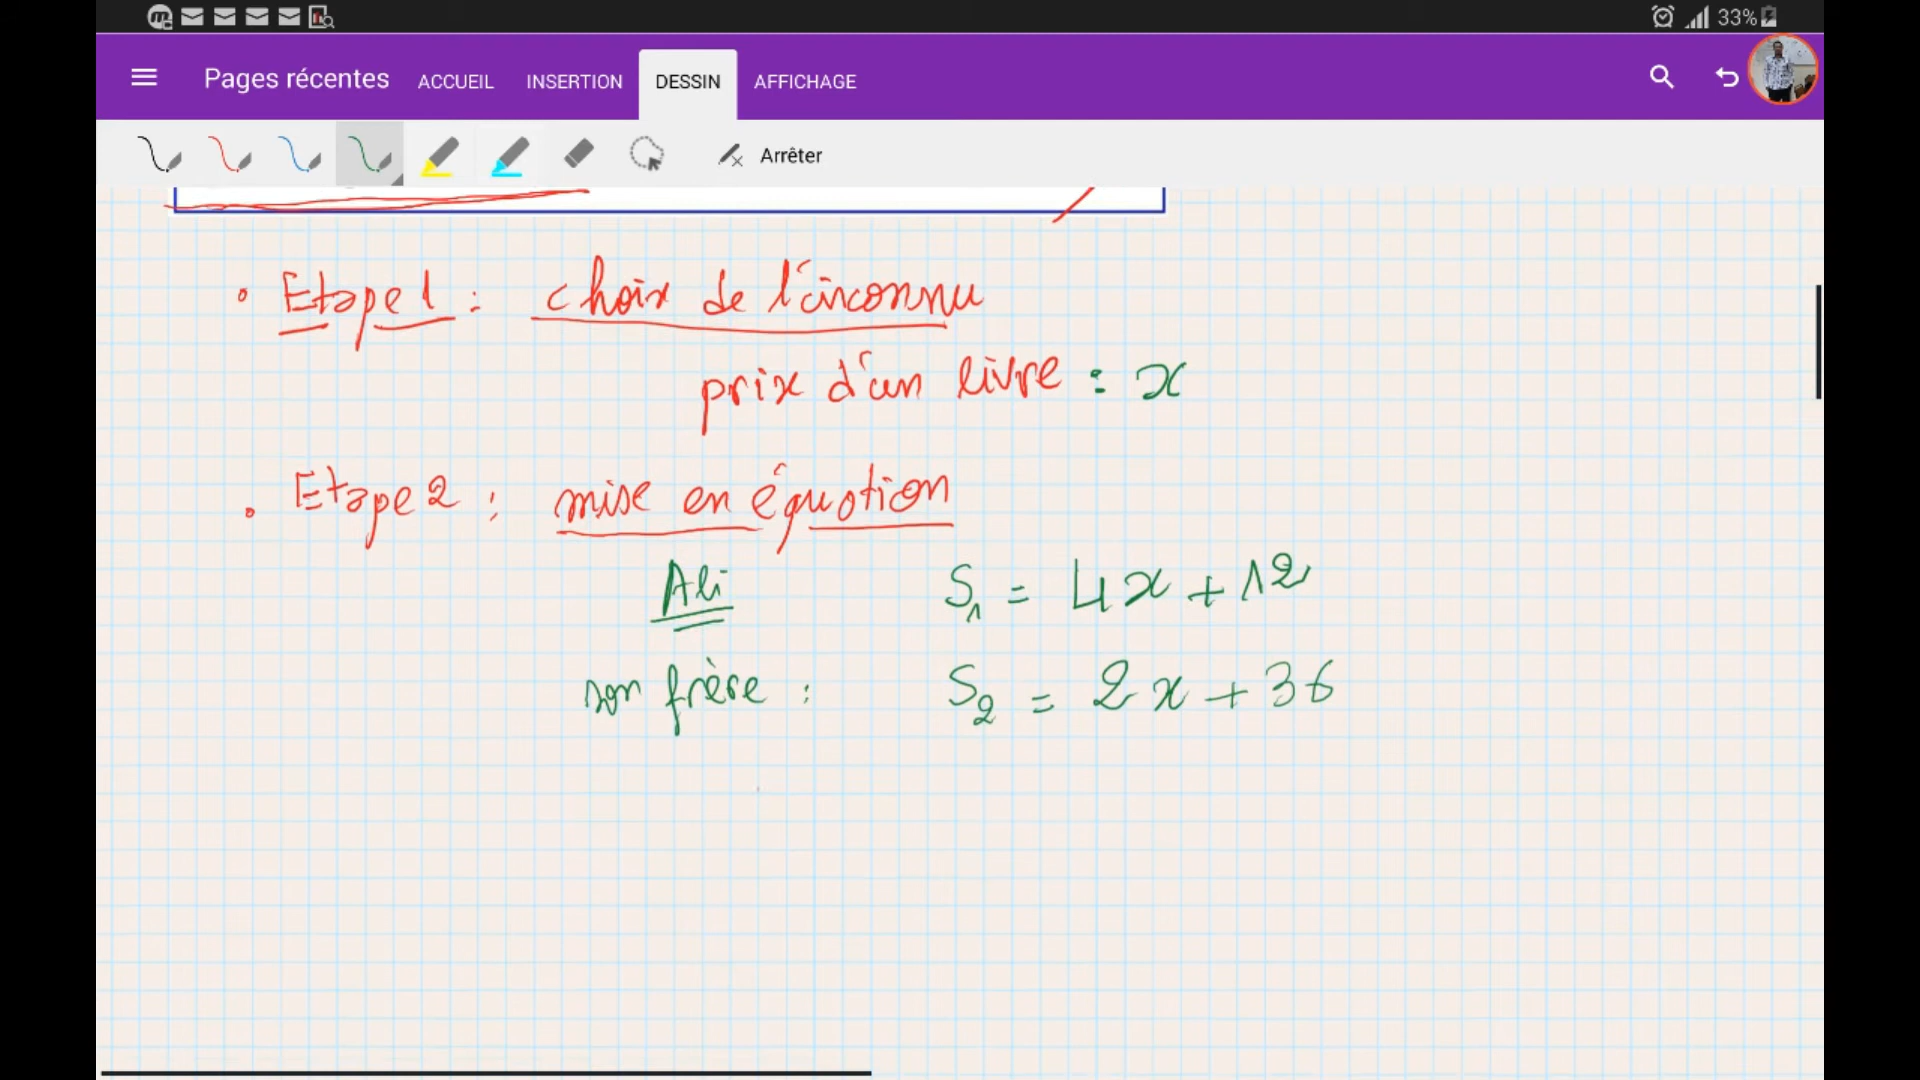 33%
Pages récentes ACCUEIL INSERTION DESSIN AFFICHAGE
Arrêter
• Etape 1 : choix de l'inconnu
prix d'un livre : x
• Etape 2 : mise en équation
Ali S₁ = 4x + 12
son frère : S₂ = 2x + 36